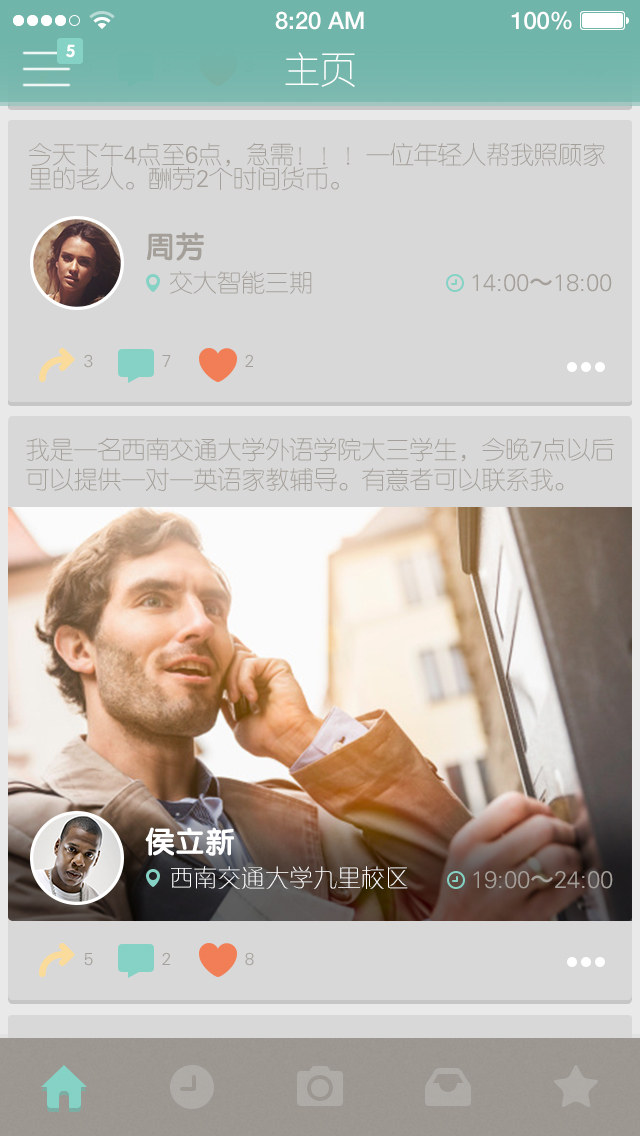 8:20 AM
100%
5
主页
今天下午4点至6点，急需！！！一位年轻人帮我照顾家
里的老人。酬劳2个时间货币。
周芳
交大智能三期
14:00～18:00
3
7
2
我是一名西南交通大学外语学院大三学生，今晚7点以后
可以提供一对一英语家教辅导。有意者可以联系我。
侯立新
西南交通大学九里校区
19:00～24:00
5
2
8